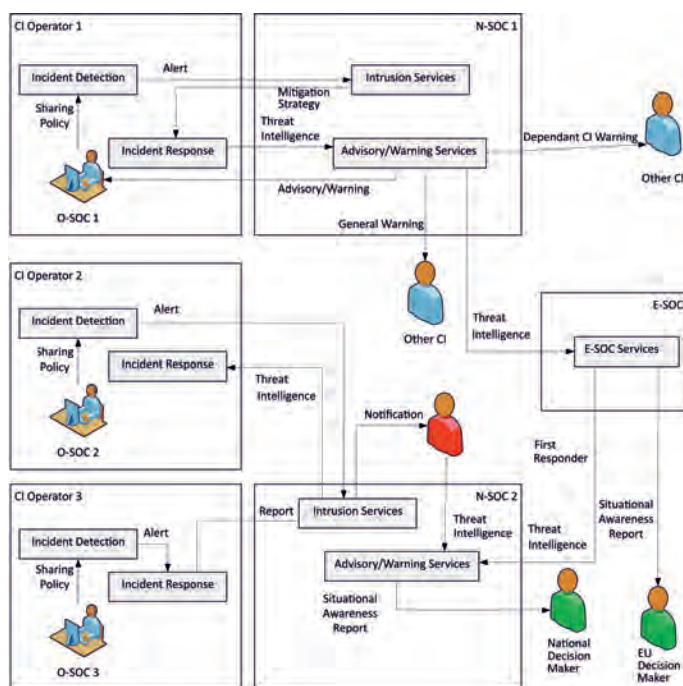 CI Operator 1
N-SOC 1
Incident Detection
Alert
Intrusion Services
Sharing
Policy
Mitigation
Strategy
Threat
Intelligence
Incident Response
Advisory/Warning Services
Dependant CI Warning
Other CI
O-SOC 1
Advisory/Warning
General Warning
Other CI
CI Operator 2
Incident Detection
Alert
Sharing
Policy
Incident Response
Threat
Intelligence
O-SOC 2
Threat
Intelligence
E-SOC
E-SOC Services
Notification
First
Responder
Situational
Awareness
Report
CI Operator 3
N-SOC 2
Incident Detection
Alert
Report
Intrusion Services
Sharing
Policy
Incident Response
Threat
Intelligence
Threat
Intelligence
Advisory/Warning Services
Situational Awareness
Report
O-SOC 3
National
Decision
Maker
EU
Decision
Maker